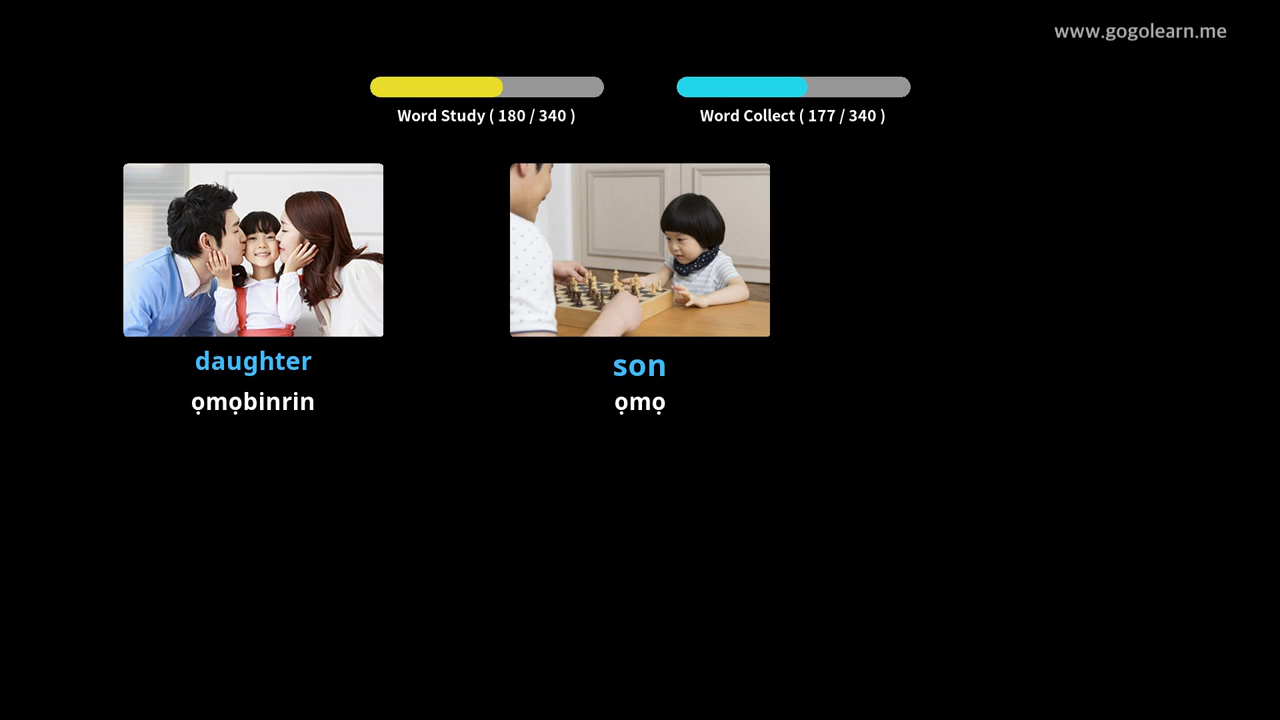 www.gogolearn.me
Word Study ( 180 / 340 )
Word Collect ( 177 / 340 )
daughter
ọmọbinrin
son
ọmọ